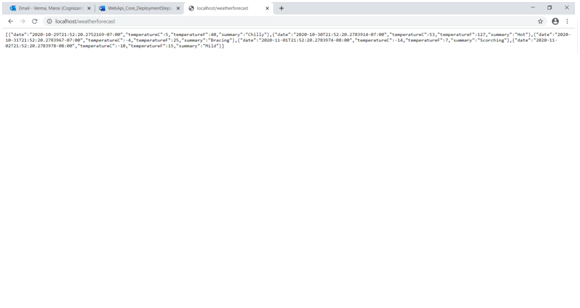 Email - Verma, Manoj (Cognizant)
WebApi_Core_DeploymentSteps
localhost/weatherforecast
localhost/weatherforecast
[{"date":"2020-10-29T21:52:20.2752169-07:00","temperatureC":5,"temperatureF":40,"summary":"Chilly"},{"date":"2020-10-30T21:52:20.2783914-07:00","temperatureC":53,"temperatureF":127,"summary":"Hot"},{"date":"2020-
10-31T21:52:20.2783967-07:00","temperatureC":-4,"temperatureF":25,"summary":"Bracing"},{"date":"2020-11-01T21:52:20.2783974-08:00","temperatureC":-14,"temperatureF":7,"summary":"Scorching"},{"date":"2020-11-
02T21:52:20.2783978-08:00","temperatureC":-10,"temperatureF":15,"summary":"Mild"}]